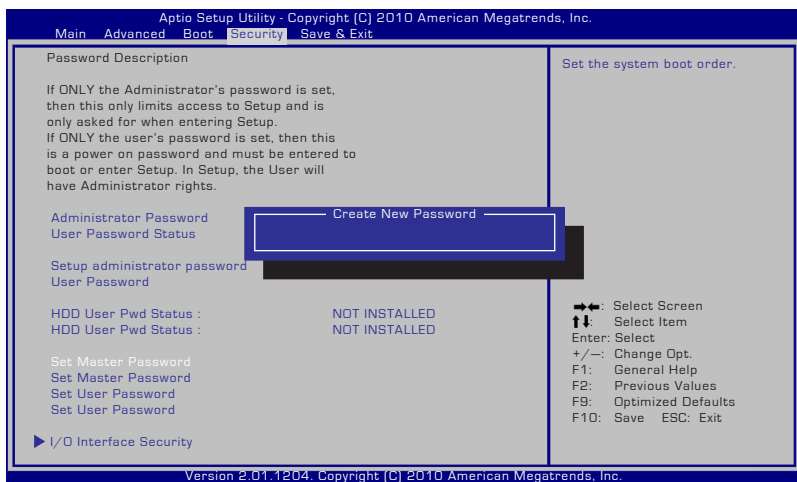 Aptio Setup Utility - Copyright (C) 2010 American Megatrends, Inc.
Main Advanced Boot Security Save & Exit
Password Description
If ONLY the Administrator's password is set,
then this only limits access to Setup and is
only asked for when entering Setup.
If ONLY the user's password is set, then this
is a power on password and must be entered to
boot or enter Setup. In Setup, the User will
have Administrator rights.
Administrator Password
User Password Status
Create New Password
Setup administrator password
User Password
HDD User Pwd Status : NOT INSTALLED
HDD User Pwd Status : NOT INSTALLED
Set Master Password
Set Master Password
Set User Password
Set User Password
I/O Interface Security
Set the system boot order.
→←: Select Screen
↑↓: Select Item
Enter: Select
+/—: Change Opt.
F1: General Help
F2: Previous Values
F9: Optimized Defaults
F10: Save ESC: Exit
Version 2.01.1204. Copyright (C) 2010 American Megatrends, Inc.